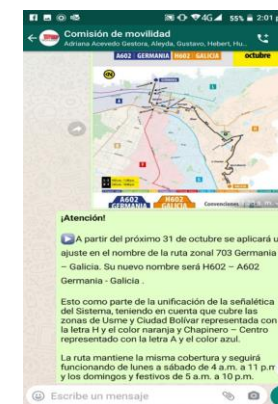 55% 2:01 p
Comisión de movilidad
Adriana Acevedo Gestora, Aleyda, Gustavo, Hebert, Hu...
A602 GERMANIA H602 GALICIA octubre
A602 GERMANIA H602 GALICIA Convenciones
¡Atención!
A partir del próximo 31 de octubre se aplicará u
ajuste en el nombre de la ruta zonal 703 Germania
– Galicia. Su nuevo nombre será H602 – A602
Germania - Galicia .
Esto como parte de la unificación de la señalética
del Sistema, teniendo en cuenta que cubre las
zonas de Usme y Ciudad Bolívar representada con
la letra H y el color naranja y Chapinero – Centro
representado con la letra A y el color azul.
La ruta mantiene la misma cobertura y seguirá
funcionando de lunes a sábado de 4 a.m. a 11 p.m
y los domingos y festivos de 5 a.m. a 10 p.m.
Escribe un mensaje